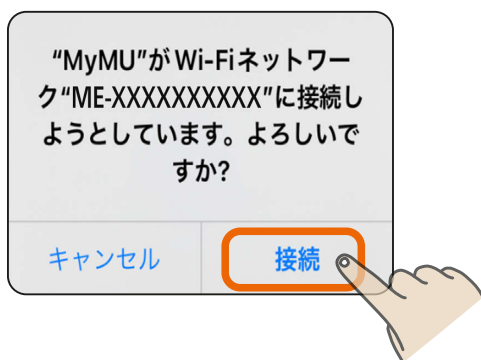 “MyMU”がWi-Fiネットワー
ク“ME-XXXXXXXXXXX”に接続し
ようとしています。よろしいで
すか?
キャンセル 接続